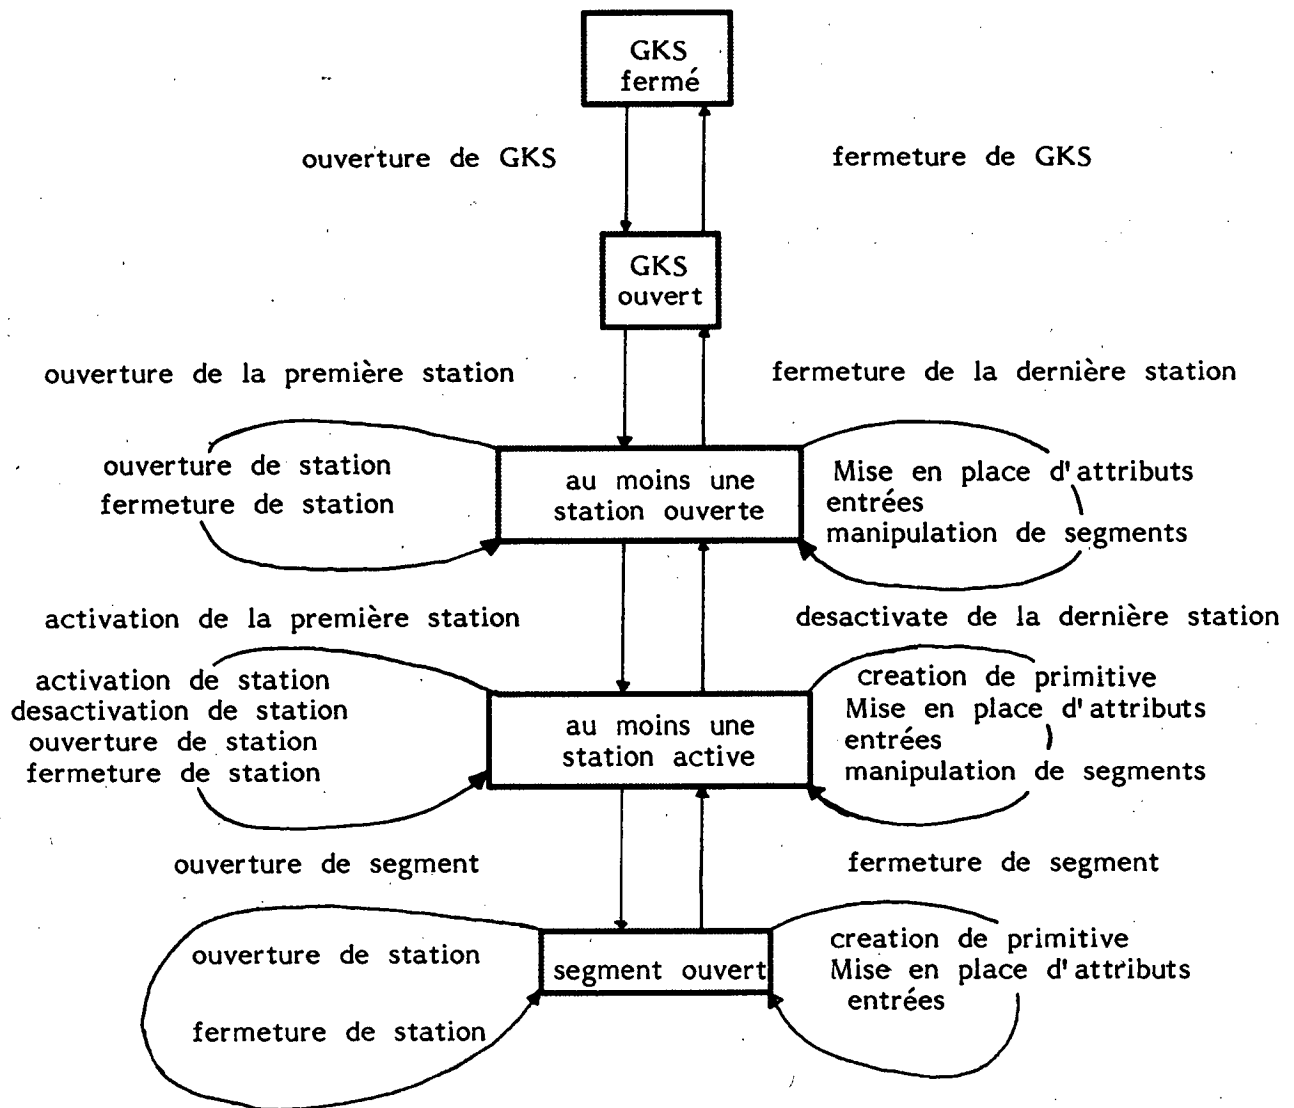 GKS
fermé
ouverture de GKS
fermeture de GKS
GKS
ouvert
ouverture de la première station
fermeture de la dernière station
ouverture de station
fermeture de station
au moins une
station ouverte
Mise en place d'attributs
entrées
manipulation de segments
activation de la première station
desactivate de la dernière station
activation de station
desactivation de station
ouverture de station
fermeture de station
au moins une
station active
creation de primitive
Mise en place d'attributs
entrées
manipulation de segments
ouverture de segment
fermeture de segment
ouverture de station
fermeture de station
segment ouvert
creation de primitive
Mise en place d'attributs
entrées